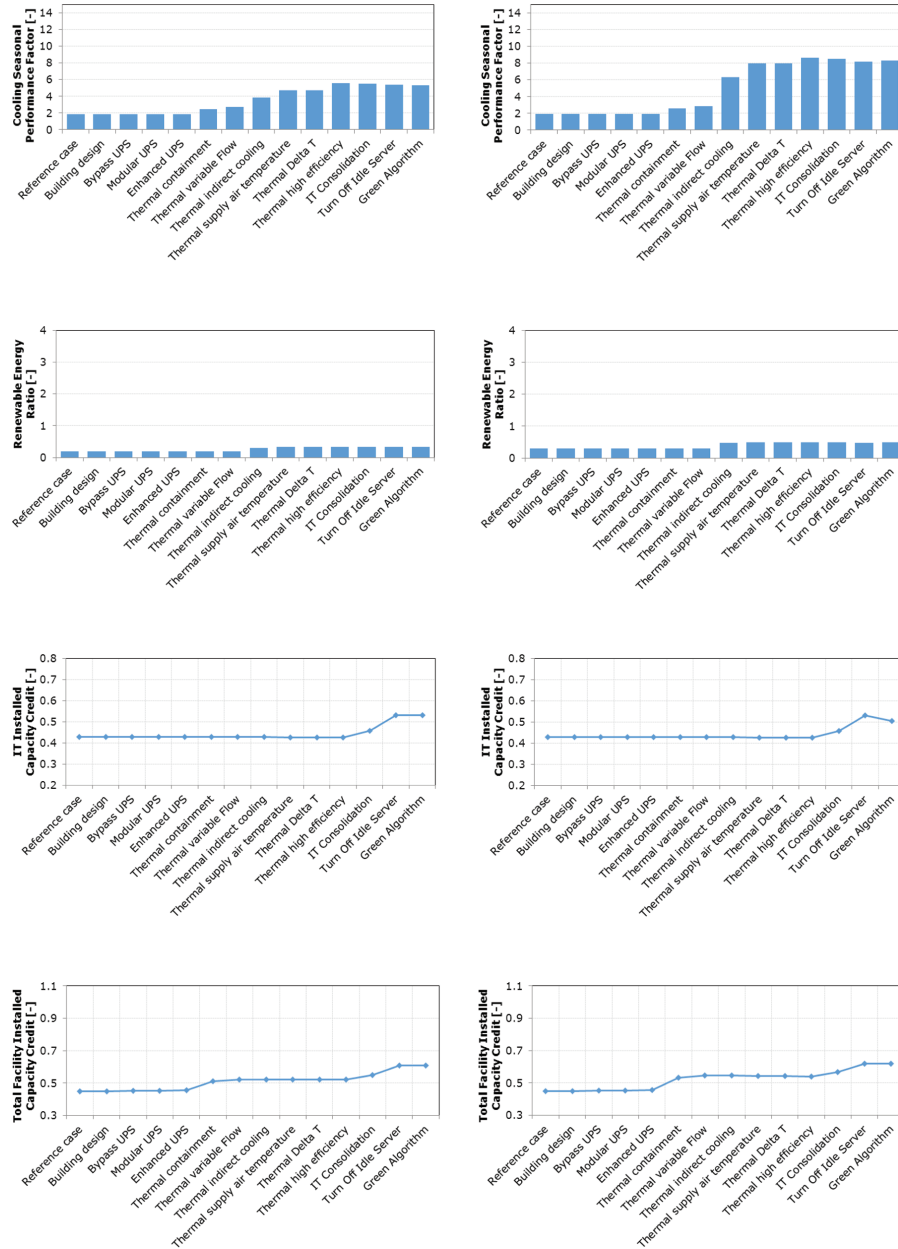 Cooling Seasonal
Performance Factor [-]
14
12
10
8
6
4
2
0
Reference case
Building design
Bypass UPS
Modular UPS
Enhanced UPS
Thermal containment
Thermal variable Flow
Thermal indirect cooling
Thermal supply air temperature
Thermal Delta T
Thermal high efficiency
IT Consolidation
Turn Off Idle Server
Green Algorithm
Cooling Seasonal
Performance Factor [-]
14
12
10
8
6
4
2
0
Reference case
Building design
Bypass UPS
Modular UPS
Enhanced UPS
Thermal containment
Thermal variable Flow
Thermal indirect cooling
Thermal supply air temperature
Thermal Delta T
Thermal high efficiency
IT Consolidation
Turn Off Idle Server
Green Algorithm
Renewable Energy
Ratio [-]
4
3
2
1
0
Reference case
Building design
Bypass UPS
Modular UPS
Enhanced UPS
Thermal containment
Thermal variable Flow
Thermal indirect cooling
Thermal supply air temperature
Thermal Delta T
Thermal high efficiency
IT Consolidation
Turn Off Idle Server
Green Algorithm
Renewable Energy
Ratio [-]
4
3
2
1
0
Reference case
Building design
Bypass UPS
Modular UPS
Enhanced UPS
Thermal containment
Thermal variable Flow
Thermal indirect cooling
Thermal supply air temperature
Thermal Delta T
Thermal high efficiency
IT Consolidation
Turn Off Idle Server
Green Algorithm
IT Installed
Capacity Credit [-]
0.8
0.7
0.6
0.5
0.4
0.3
0.2
Reference case
Building design
Bypass UPS
Modular UPS
Enhanced UPS
Thermal containment
Thermal variable Flow
Thermal indirect cooling
Thermal supply air temperature
Thermal Delta T
Thermal high efficiency
IT Consolidation
Turn Off Idle Server
Green Algorithm
IT Installed
Capacity Credit [-]
0.8
0.7
0.6
0.5
0.4
0.3
0.2
Reference case
Building design
Bypass UPS
Modular UPS
Enhanced UPS
Thermal containment
Thermal variable Flow
Thermal indirect cooling
Thermal supply air temperature
Thermal Delta T
Thermal high efficiency
IT Consolidation
Turn Off Idle Server
Green Algorithm
Total Facility Installed
Capacity Credit [-]
1.1
0.9
0.7
0.5
0.3
Reference case
Building design
Bypass UPS
Modular UPS
Enhanced UPS
Thermal containment
Thermal variable Flow
Thermal indirect cooling
Thermal supply air temperature
Thermal Delta T
Thermal high efficiency
IT Consolidation
Turn Off Idle Server
Green Algorithm
Total Facility Installed
Capacity Credit [-]
1.1
0.9
0.7
0.5
0.3
Reference case
Building design
Bypass UPS
Modular UPS
Enhanced UPS
Thermal containment
Thermal variable Flow
Thermal indirect cooling
Thermal supply air temperature
Thermal Delta T
Thermal high efficiency
IT Consolidation
Turn Off Idle Server
Green Algorithm